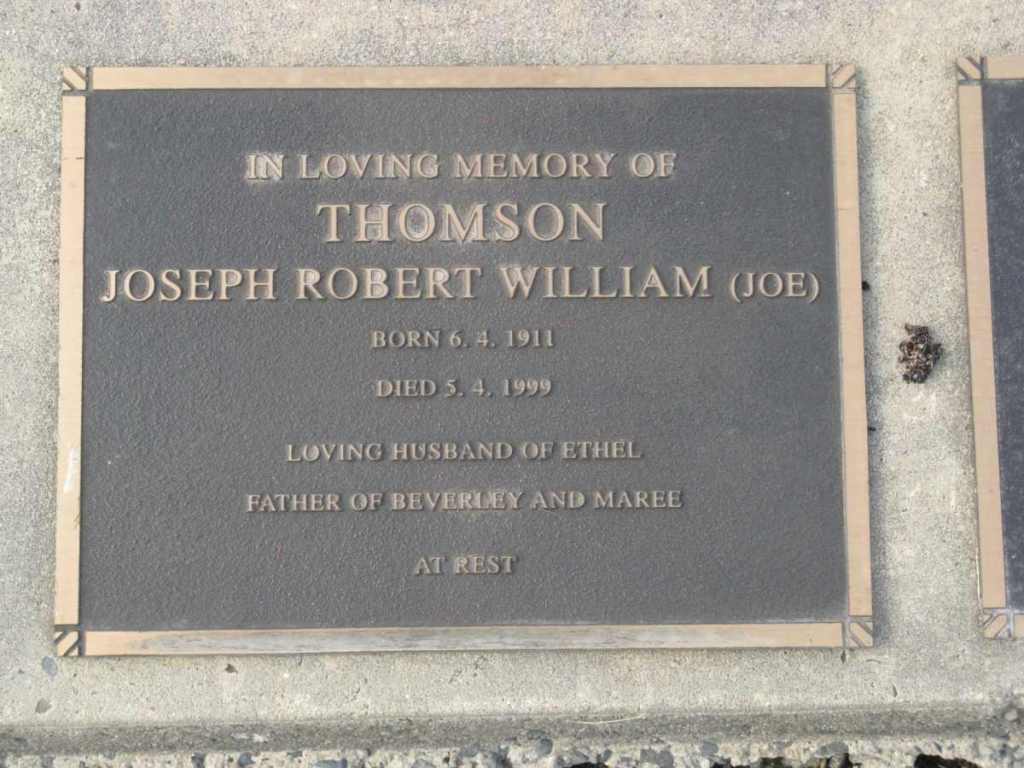 IN LOVING MEMORY OF
THOMSON
JOSEPH ROBERT WILLIAM (JOE)
BORN 6. 4. 1911
DIED 5. 4. 1999
LOVING HUSBAND OF ETHEL
FATHER OF BEVERLEY AND MAREE
AT REST